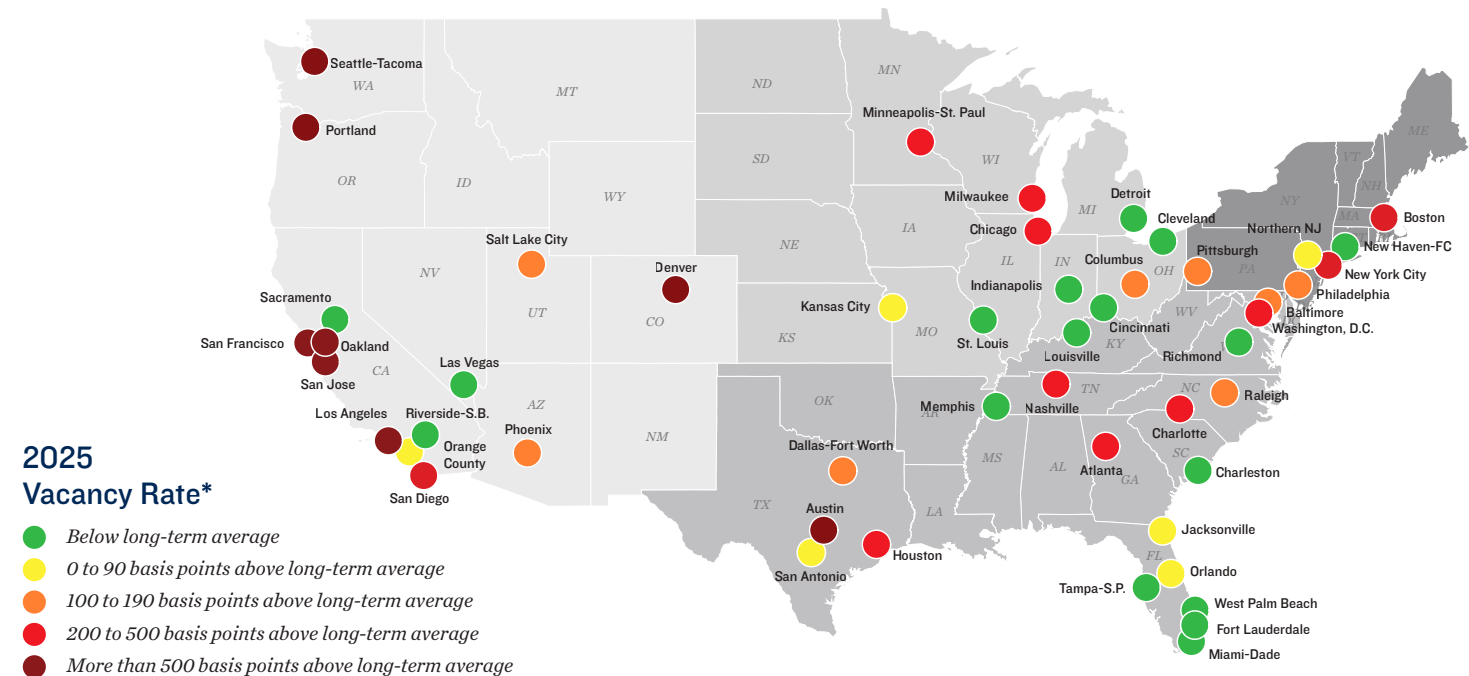 Seattle-Tacoma
WA
MT
ND
MN
Minneapolis-St. Paul
Portland
OR
ID
WY
SD
WI
Milwaukee
MI
Detroit
ME
VT
NH
NY
MA
Boston
Salt Lake City
NV
NE
IA
Chicago
Cleveland
Northern NJ
New Haven-FC
Denver
IL
IN
Columbus
OH
Pittsburgh
PA
New York City
Sacramento
UT
CO
Kansas City
Indianapolis
Philadelphia
San Francisco
Oakland
KS
MO
St. Louis
Cincinnati
WV
Baltimore
Washington, D.C.
CA
San Jose
Las Vegas
Louisville
KY
Richmond
Los Angeles
Riverside-S.B.
AZ
NM
OK
AR
Memphis
Nashville
TN
NC
Raleigh
Phoenix
Orange
County
San Diego
Dallas-Fort Worth
MS
AL
Atlanta
GA
Charlotte
SC
Charleston
TX
Austin
San Antonio
Houston
LA
Jacksonville
FL
Orlando
Tampa-S.P.
West Palm Beach
Fort Lauderdale
Miami-Dade
2025
Vacancy Rate*
Below long-term average
0 to 90 basis points above long-term average
100 to 190 basis points above long-term average
200 to 500 basis points above long-term average
More than 500 basis points above long-term average